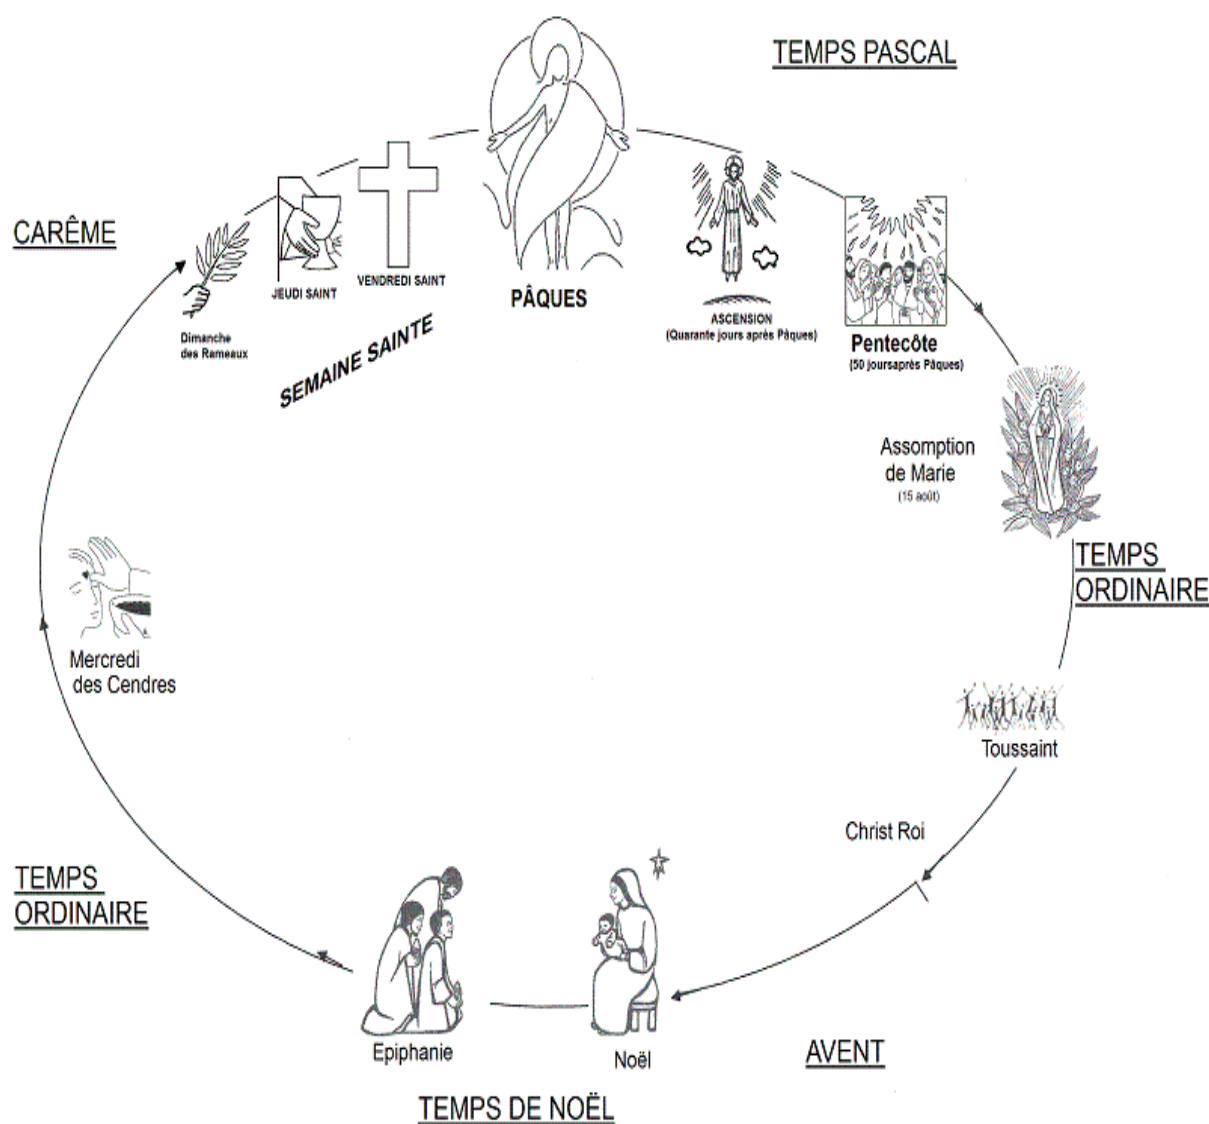 TEMPS PASCAL
CARÊME
JEUDI SAINT
VENDREDI SAINT
PÂQUES
Dimanche
des Rameaux
SEMAINE SAINTE
ASCENSION
(Quarante jours après Pâques)
Pentecôte
(50 joursaprès Pâques)
Assomption
de Marie
(15 août)
TEMPS
ORDINAIRE
Mercredi
des Cendres
Toussaint
Christ Roi
TEMPS
ORDINAIRE
Epiphanie
Noël
AVENT
TEMPS DE NOËL